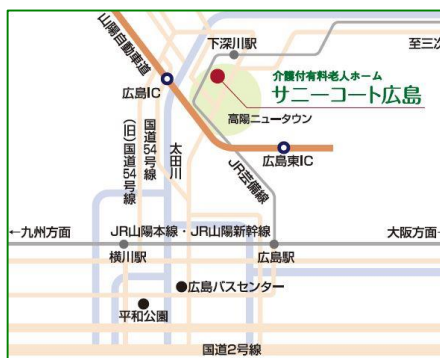 山陽自動車道
下深川駅
至三次
介護付有料老人ホーム
サニーコート広島
広島IC
高陽ニュータウン
国道54号線
(旧)国道54号線
太田川
広島東IC
JR芸備線
←九州方面
JR山陽本線・JR山陽新幹線
大阪方面
横川駅
広島駅
広島バスセンター
平和公園
国道2号線